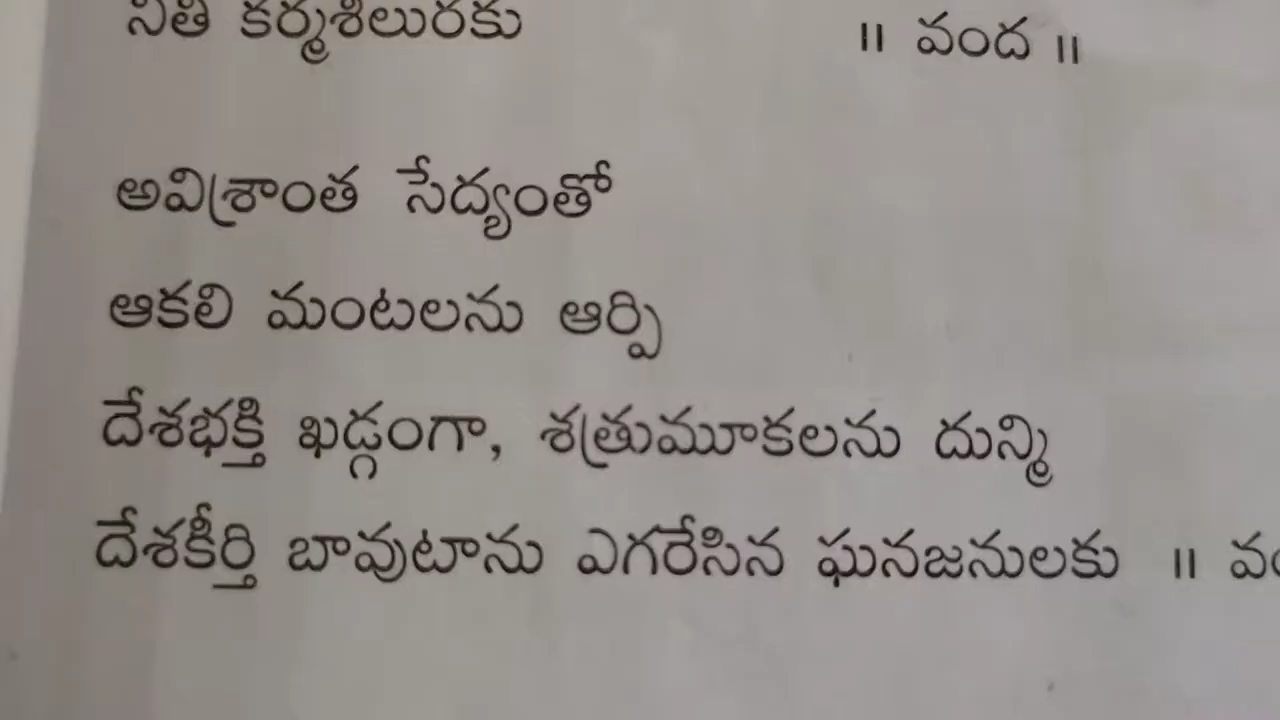 నీతి కర్మశీలురకు ॥ వంద ॥
అవిశ్రాంత సేద్యంతో
ఆకలి మంటలను ఆర్పి
దేశభక్తి ఖడ్గంగా, శత్రుమూకలను దున్మి
దేశకీర్తి బావుటాను ఎగరేసిన ఘనజనులకు ॥